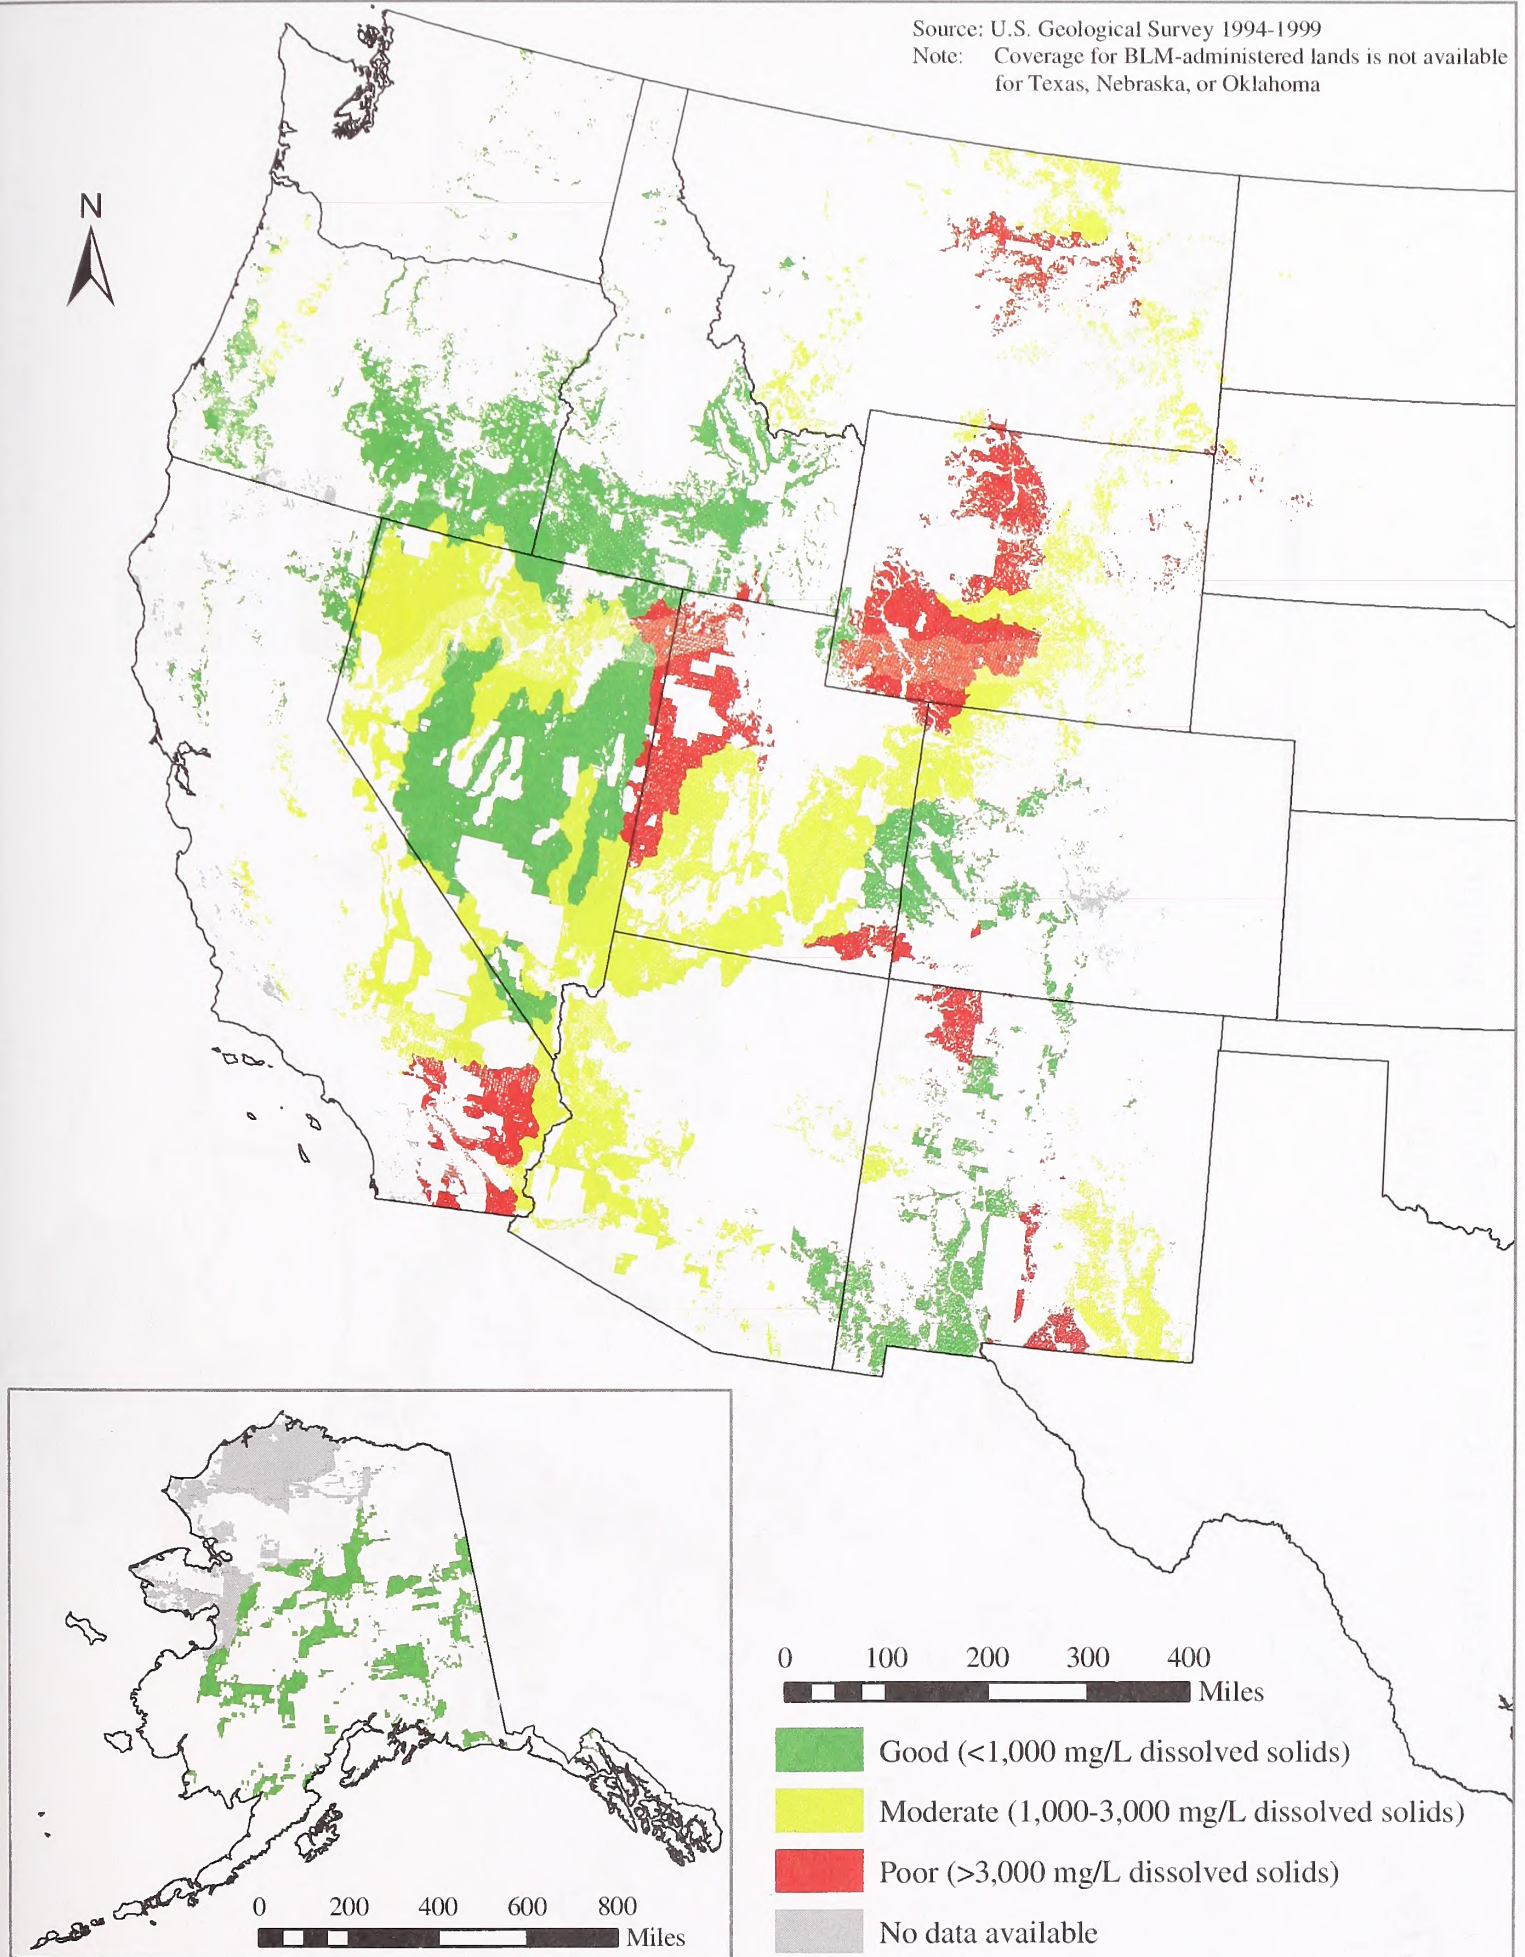 Source: U.S. Geological Survey 1994-1999
Note: Coverage for BLM-administered lands is not available
for Texas, Nebraska, or Oklahoma
N
0 100 200 300 400
Miles
Good (<1,000 mg/L dissolved solids)
Moderate (1,000-3,000 mg/L dissolved solids)
Poor (>3,000 mg/L dissolved solids)
No data available
0 200 400 600 800
Miles